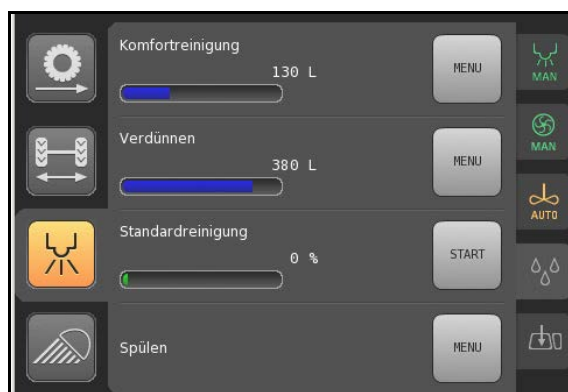 Komfortreinigung
130 L
MENU
MAN
Verdünnen
380 L
MENU
MAN
Standardreinigung
0 %
START
AUTO
Spülen
MENU